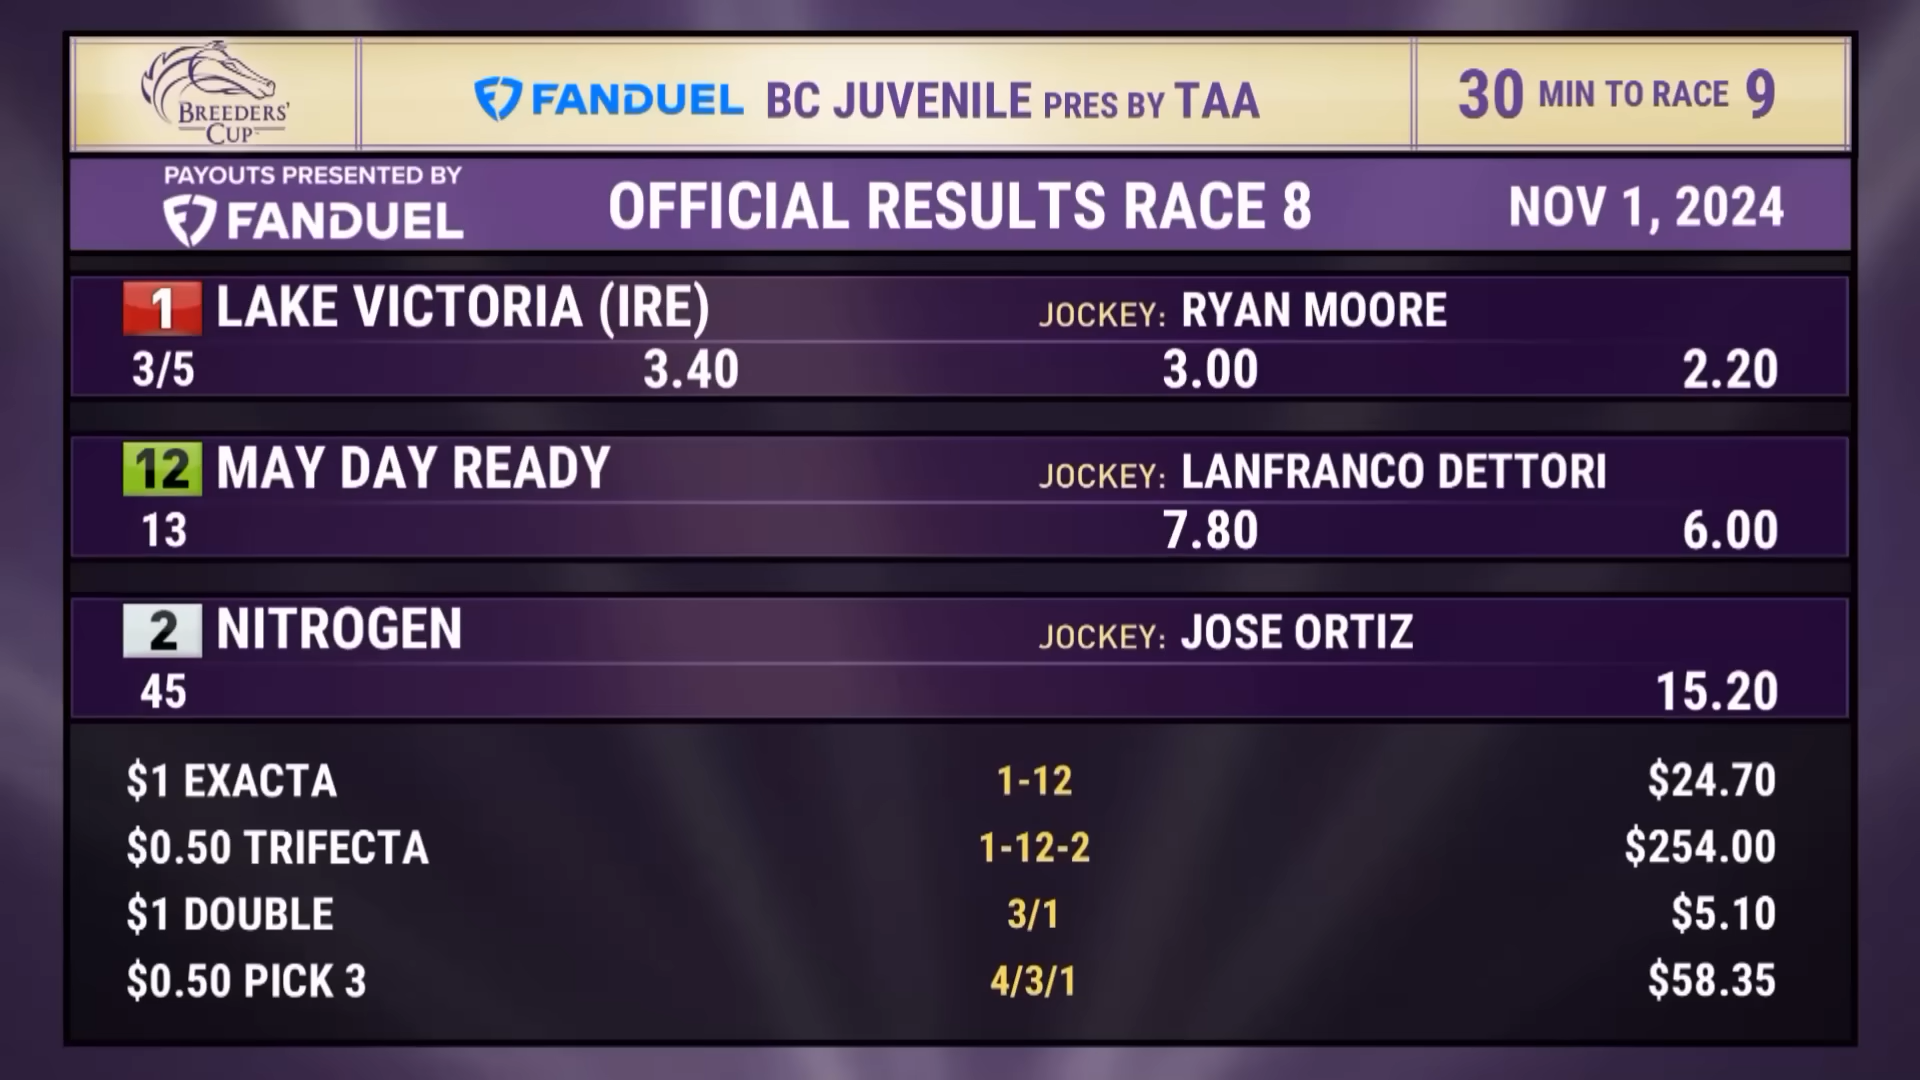 BREEDERS'
CUP
FANDUEL BC JUVENILE PRES BY TAA
30 MIN TO RACE 9
PAYOUTS PRESENTED BY
FANDUEL
OFFICIAL RESULTS RACE 8
NOV 1, 2024
1 LAKE VICTORIA (IRE) JOCKEY: RYAN MOORE
3/5 3.40 3.00 2.20
12 MAY DAY READY JOCKEY: LANFRANCO DETTORI
13 7.80 6.00
2 NITROGEN JOCKEY: JOSE ORTIZ
45 15.20
$1 EXACTA 1-12 $24.70
$0.50 TRIFECTA 1-12-2 $254.00
$1 DOUBLE 3/1 $5.10
$0.50 PICK 3 4/3/1 $58.35